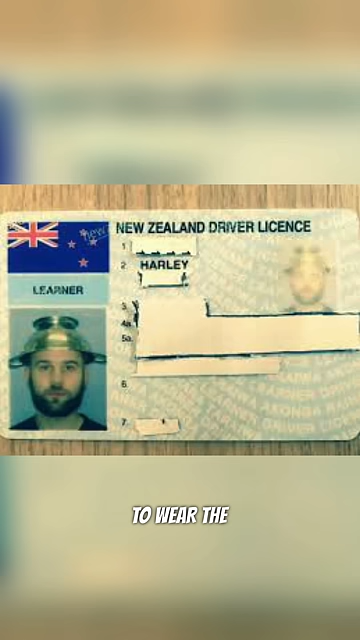 NEW ZEALAND DRIVER LICENCE
1.
2.
HARLEY
LEARNER
3.
4a.
5a.
6.
7.
TO WEAR THE